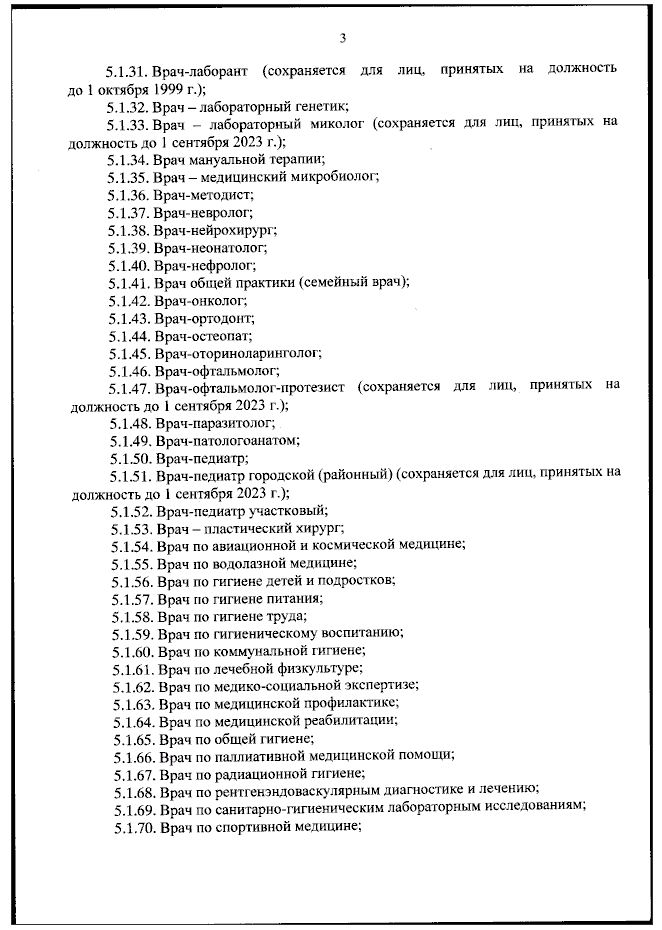 3
5.1.31. Врач-лаборант (сохраняется для лиц, принятых на должность
до 1 октября 1999 г.);
5.1.32. Врач – лабораторный генетик;
5.1.33. Врач – лабораторный миколог (сохраняется для лиц, принятых на
должность до 1 сентября 2023 г.);
5.1.34. Врач мануальной терапии;
5.1.35. Врач – медицинский микробиолог;
5.1.36. Врач-методист;
5.1.37. Врач-невролог;
5.1.38. Врач-нейрохирург;
5.1.39. Врач-неонатолог;
5.1.40. Врач-нефролог;
5.1.41. Врач общей практики (семейный врач);
5.1.42. Врач-онколог;
5.1.43. Врач-ортодонт;
5.1.44. Врач-остеопат;
5.1.45. Врач-оториноларинголог;
5.1.46. Врач-офтальмолог;
5.1.47. Врач-офтальмолог-протезист (сохраняется для лиц, принятых на
должность до 1 сентября 2023 г.);
5.1.48. Врач-паразитолог;
5.1.49. Врач-патологоанатом;
5.1.50. Врач-педиатр;
5.1.51. Врач-педиатр городской (районный) (сохраняется для лиц, принятых на
должность до 1 сентября 2023 г.);
5.1.52. Врач-педиатр участковый;
5.1.53. Врач – пластический хирург;
5.1.54. Врач по авиационной и космической медицине;
5.1.55. Врач по водолазной медицине;
5.1.56. Врач по гигиене детей и подростков;
5.1.57. Врач по гигиене питания;
5.1.58. Врач по гигиене труда;
5.1.59. Врач по гигиеническому воспитанию;
5.1.60. Врач по коммунальной гигиене;
5.1.61. Врач по лечебной физкультуре;
5.1.62. Врач по медико-социальной экспертизе;
5.1.63. Врач по медицинской профилактике;
5.1.64. Врач по медицинской реабилитации;
5.1.65. Врач по общей гигиене;
5.1.66. Врач по паллиативной медицинской помощи;
5.1.67. Врач по радиационной гигиене;
5.1.68. Врач по рентгенэндоваскулярным диагностике и лечению;
5.1.69. Врач по санитарно-гигиеническим лабораторным исследованиям;
5.1.70. Врач по спортивной медицине;